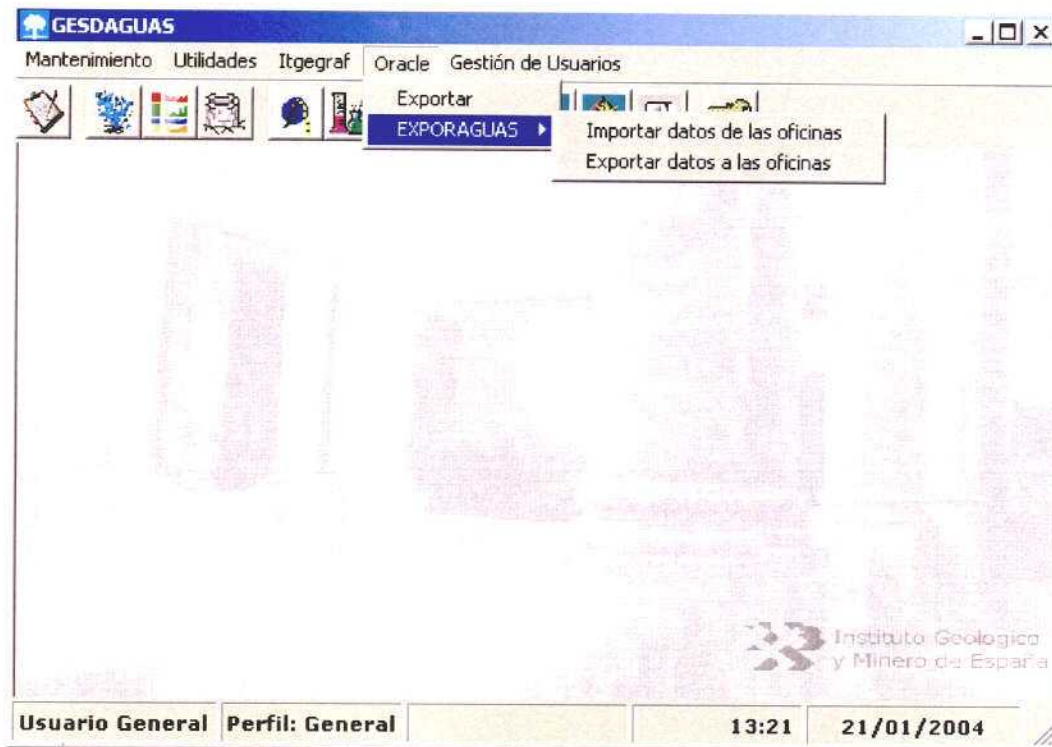 GESDAGUAS
Mantenimiento Utilidades Itgegraf Oracle Gestión de Usuarios
Exportar
EXPORAGUAS
Importar datos de las oficinas
Exportar datos a las oficinas
Instituto Geologico
y Minero de España
Usuario General Perfil: General 13:21 21/01/2004